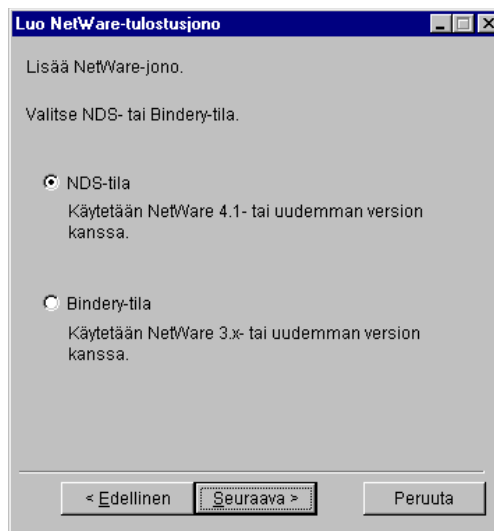 Luo NetWare-tulostusjono
Lisää NetWare-jono.
Valitse NDS- tai Bindery-tila.
NDS-tila
Käytetään NetWare 4.1- tai uudemman version
kanssa.
Bindery-tila
Käytetään NetWare 3.x- tai uudemman version
kanssa.
< Edellinen Seuraava > Peruuta